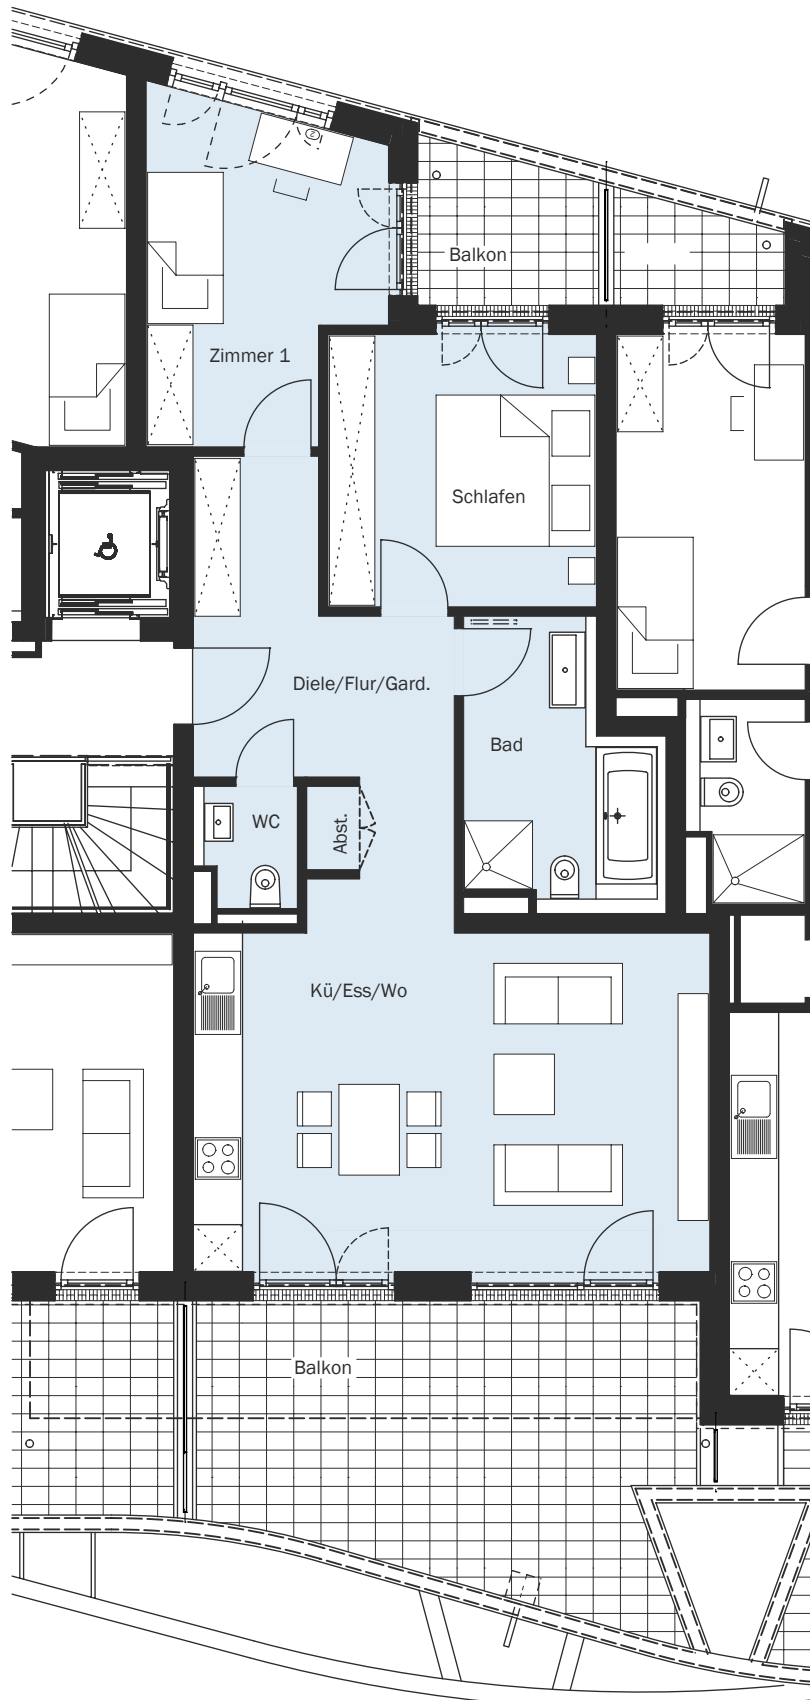 Balkon
Zimmer 1
Schlafen
Diele/Flur/Gard.
Bad
WC
Abst.
Kü/Ess/Wo
Balkon